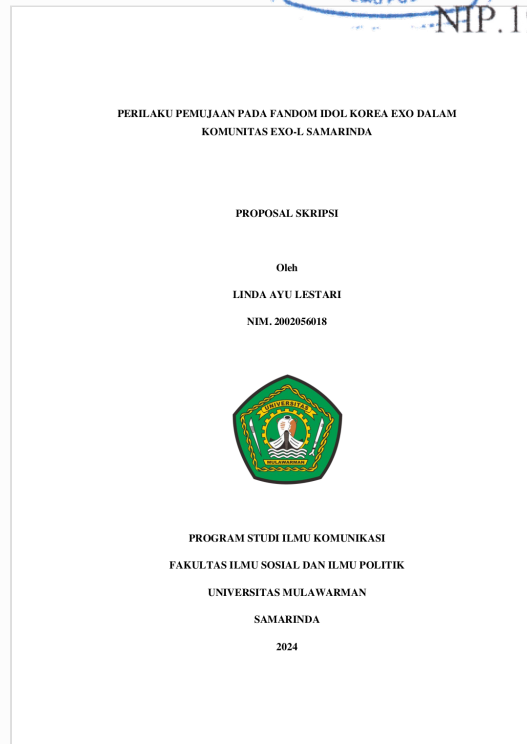 NIP.19
PERILAKU PEMUJAAN PADA FANDOM IDOL KOREA EXO DALAM
KOMUNITAS EXO-L SAMARINDA
PROPOSAL SKRIPSI
Oleh
LINDA AYU LESTARI
NIM. 2002056018
UNIVERSITAS
MULAWARMAN
PROGRAM STUDI ILMU KOMUNIKASI
FAKULTAS ILMU SOSIAL DAN ILMU POLITIK
UNIVERSITAS MULAWARMAN
SAMARINDA
2024